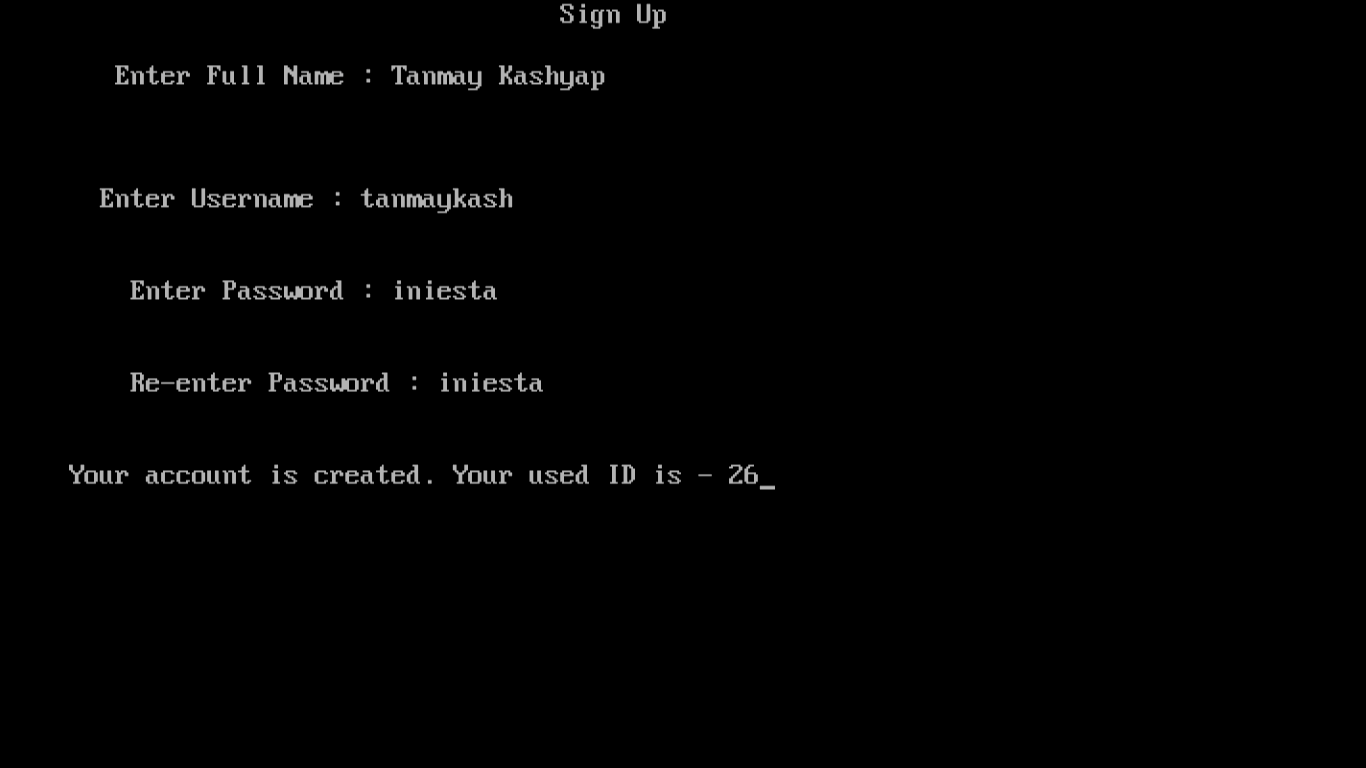 Sign Up
Enter Full Name : Tanmay Kashyap
Enter Username : tanmaykash
Enter Password : iniesta
Re-enter Password : iniesta
Your account is created. Your used ID is - 26_